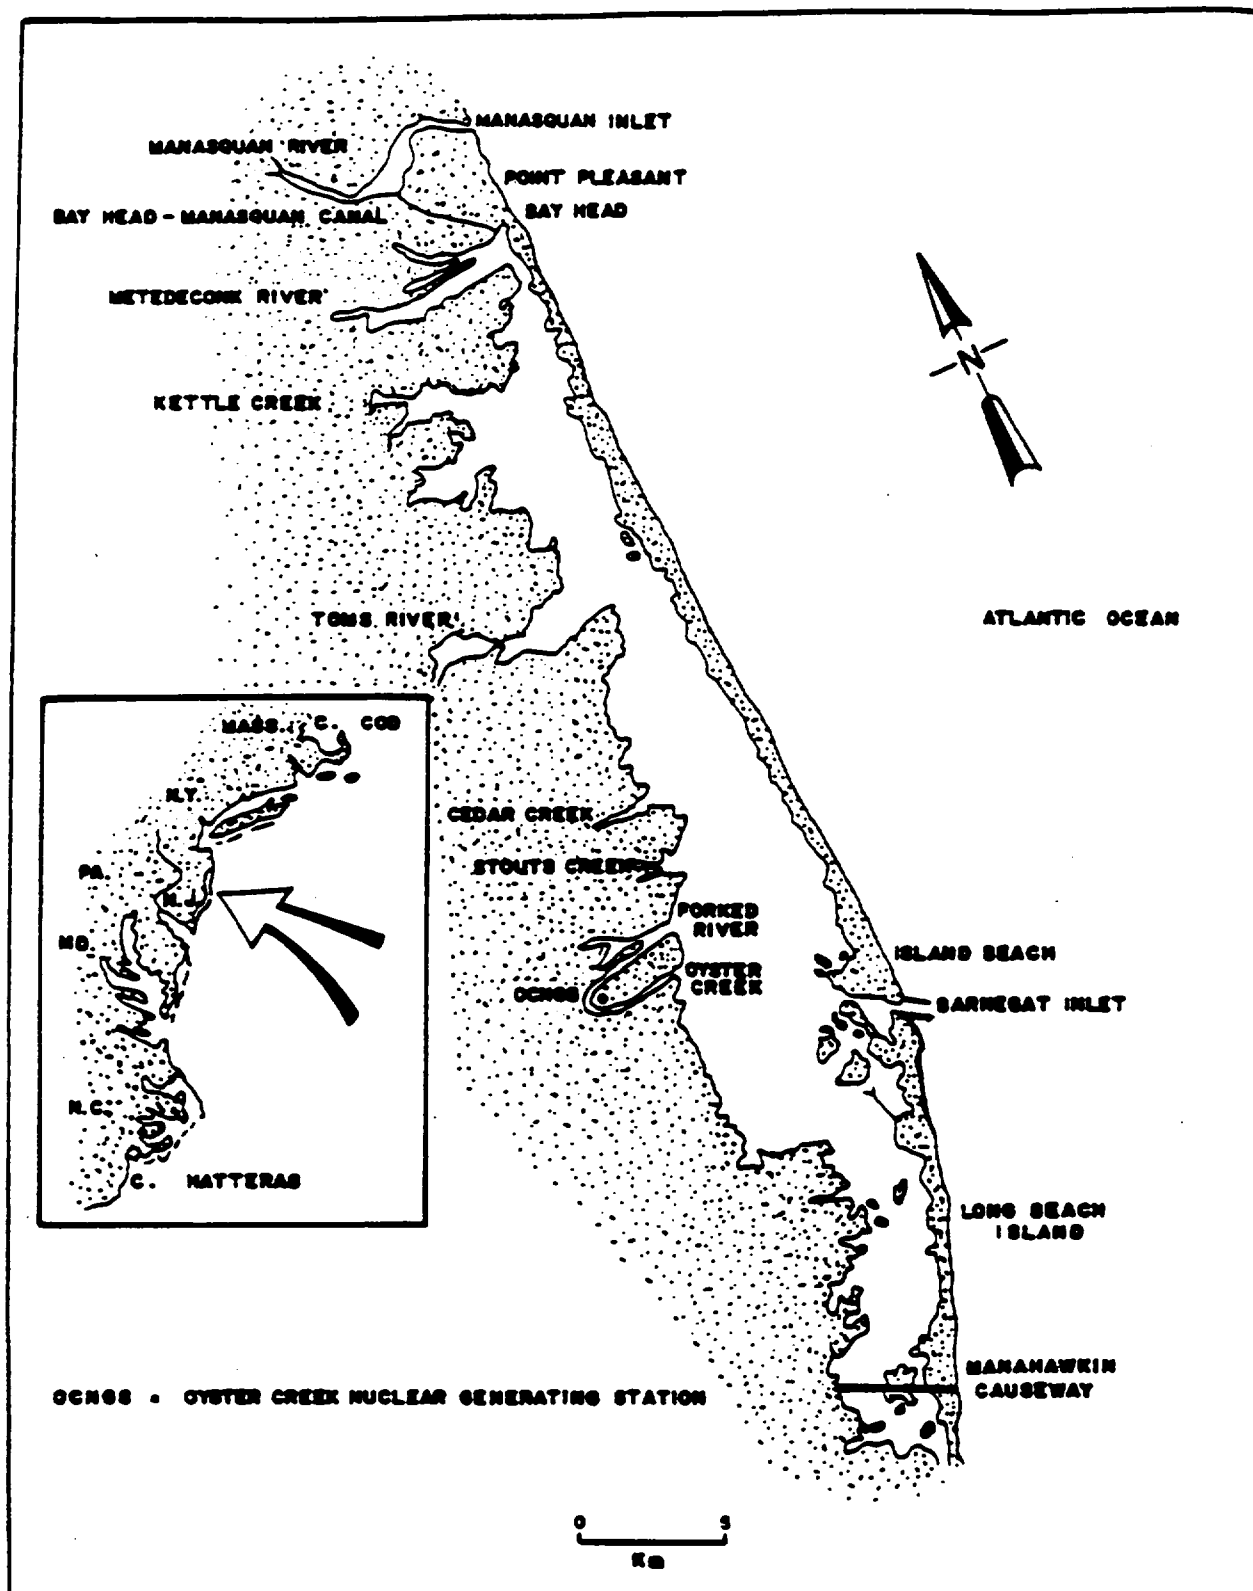 MANASQUAN INLET
MANASQUAN RIVER
POINT PLEASANT
BAY HEAD
BAY HEAD - MANASQUAN CANAL
METEDECONK RIVER
N
KETTLE CREEK
TOMS RIVER
ATLANTIC OCEAN
MASS.
C. COD
N.Y.
PA.
N.J.
MD.
N.C.
C. HATTERAS
CEDAR CREEK
STOUTS CREEK
FORKED
RIVER
OYSTER
CREEK
OCNGS
ISLAND BEACH
BARNEGAT INLET
LONG BEACH
ISLAND
MANAHAWKIN
CAUSEWAY
OCNGS = OYSTER CREEK NUCLEAR GENERATING STATION
0 5
Km